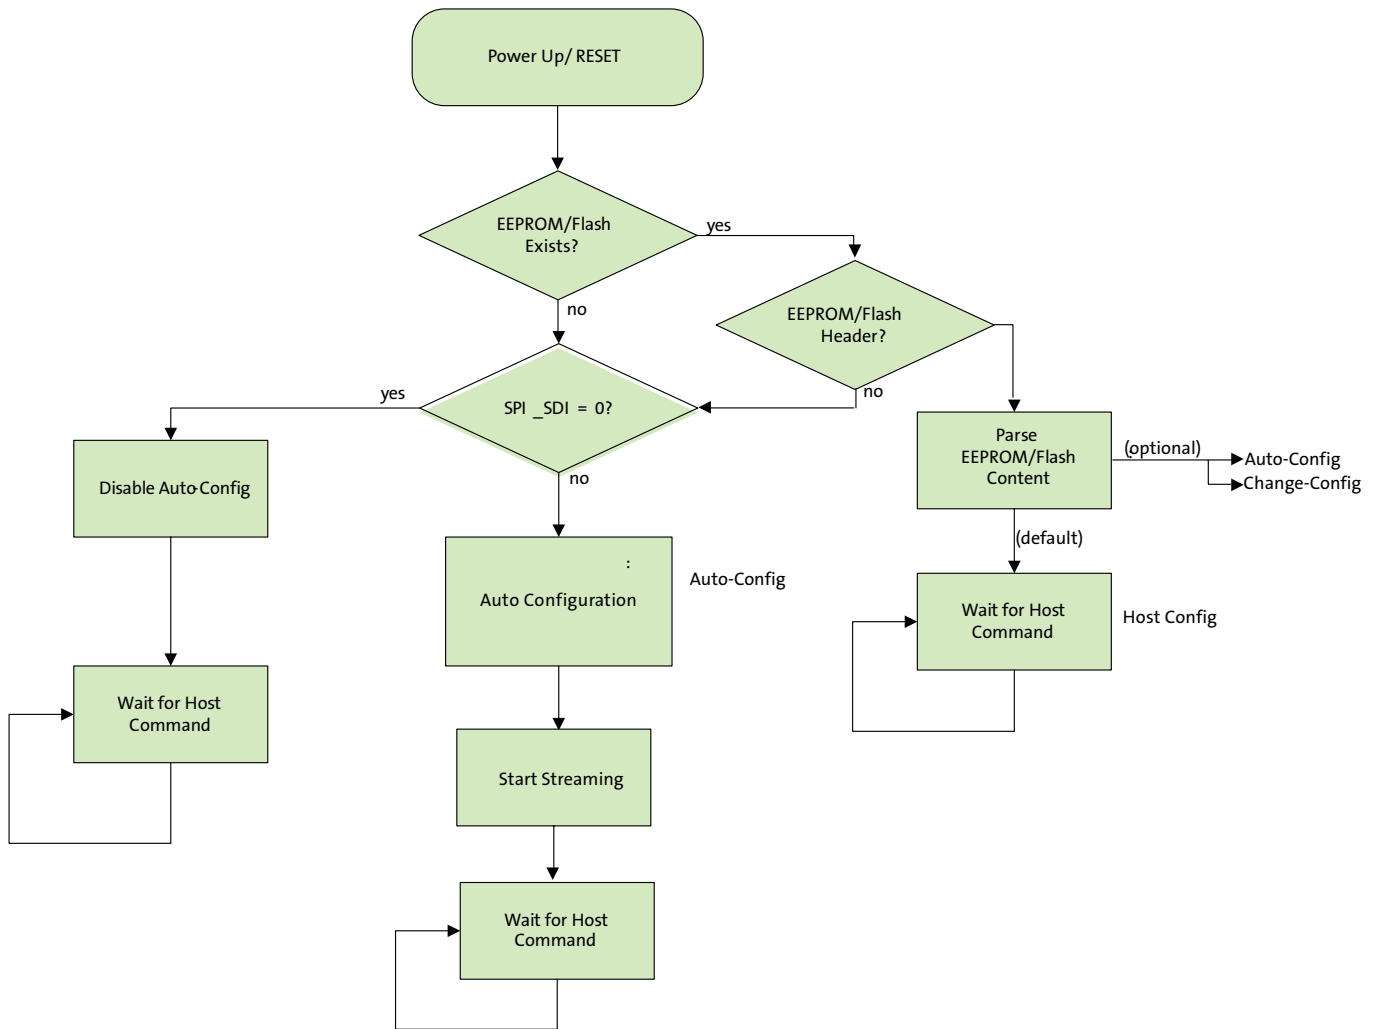 Power Up/ RESET
EEPROM/Flash
Exists?
yes
no
EEPROM/Flash
Header?
no
SPI _SDI = 0?
yes
no
Disable Auto-Config
Wait for Host
Command
:
Auto Configuration
Auto-Config
Start Streaming
Wait for Host
Command
Parse
EEPROM/Flash
Content
(optional)
Auto-Config
Change-Config
(default)
Wait for Host
Command
Host Config